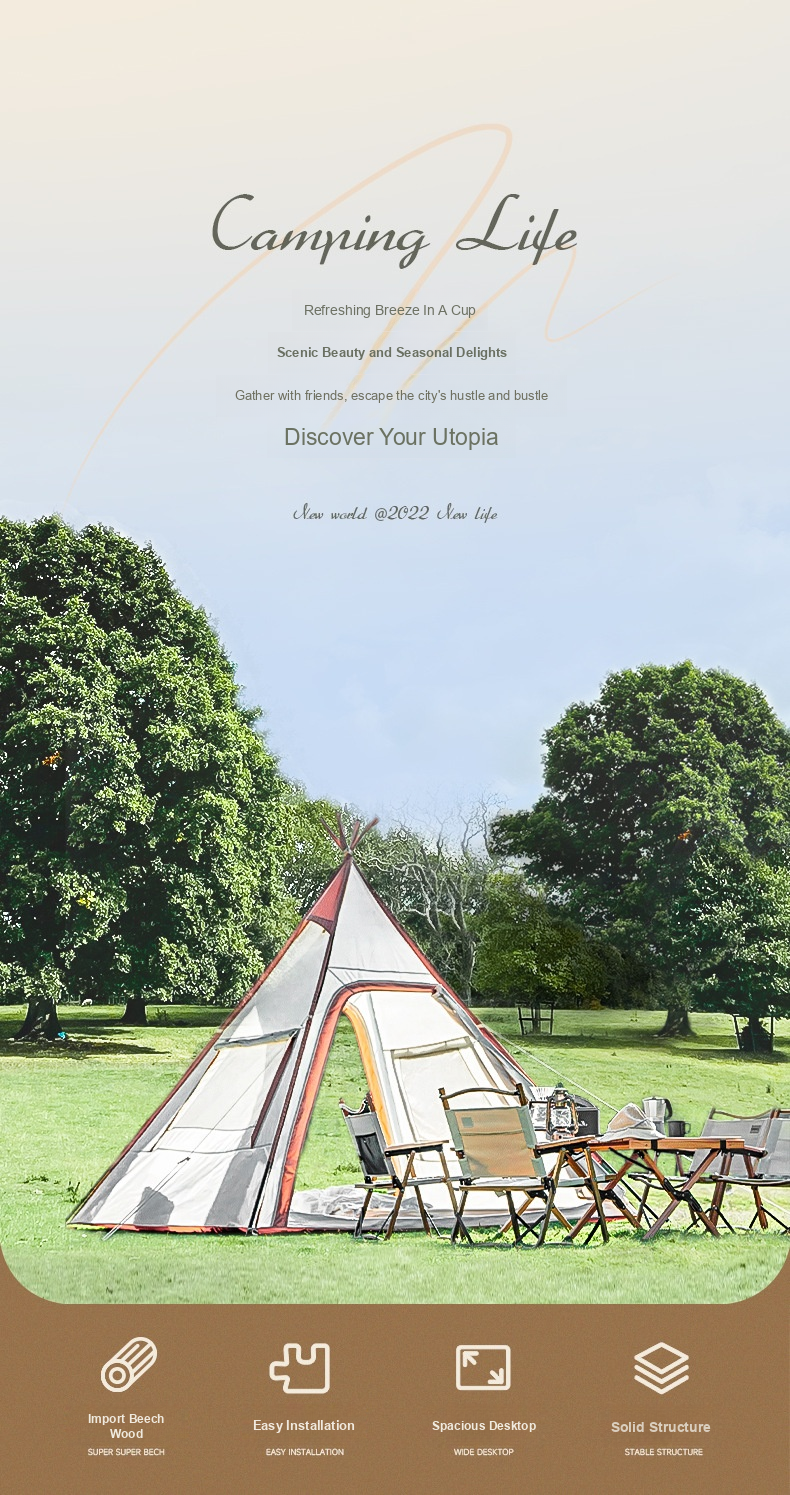 Camping Life
Refreshing Breeze In A Cup
Scenic Beauty and Seasonal Delights
Gather with friends, escape the city's hustle and bustle
Discover Your Utopia
New world @2022 New life
Import Beech
Wood
SUPER SUPER BECH
Easy Installation
EASY INSTALLATION
Spacious Desktop
WIDE DESKTOP
Solid Structure
STABLE STRUCTURE